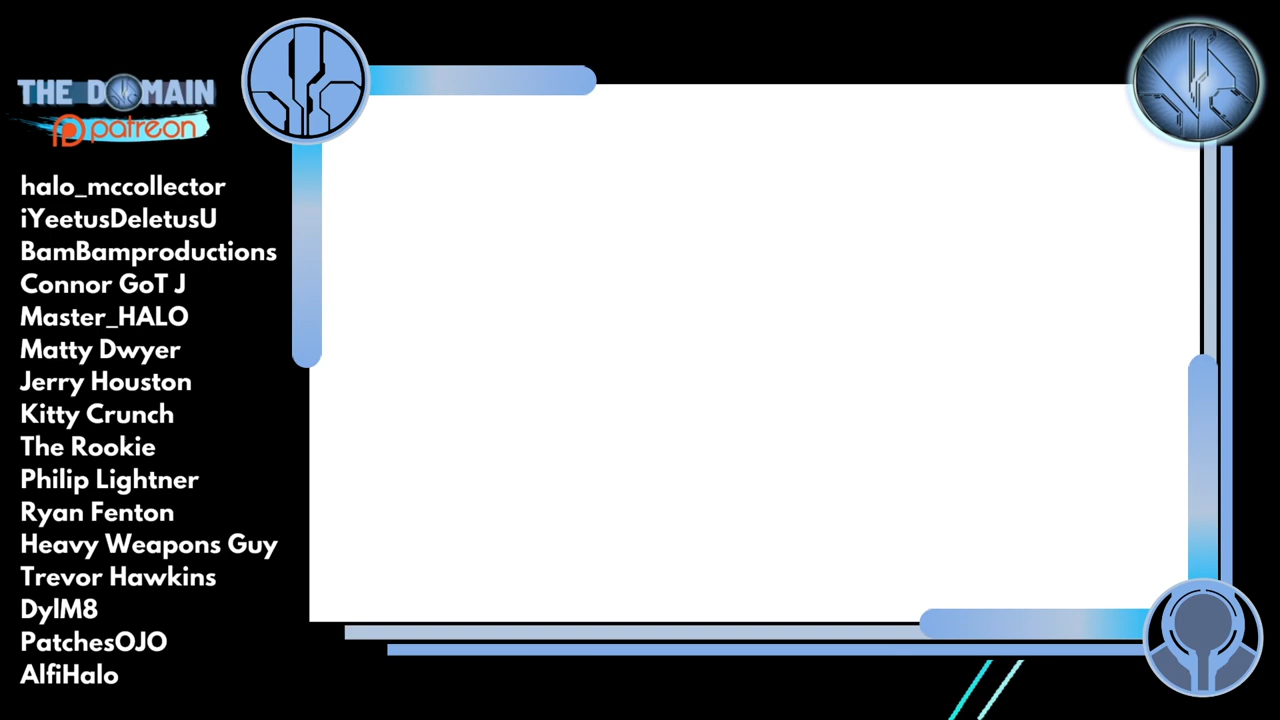 THE DOMAIN
patreon
halo_mccollector
iYeetusDeletusU
BamBamproductions
Connor GoT J
Master_HALO
Matty Dwyer
Jerry Houston
Kitty Crunch
The Rookie
Philip Lightner
Ryan Fenton
Heavy Weapons Guy
Trevor Hawkins
DylM8
PatchesOJO
AlfiHalo